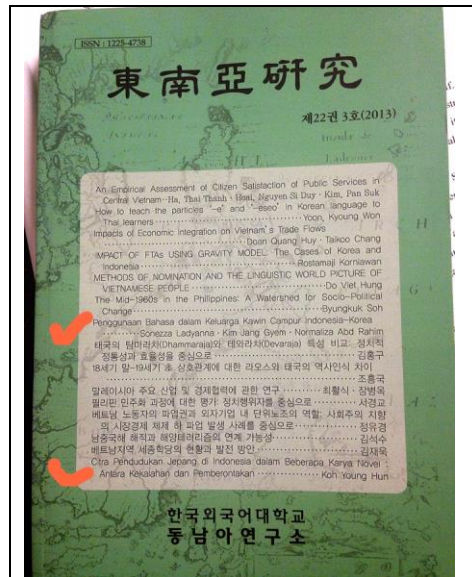 ISSN : 1225-4738
東南亞研究
제22권 3호(2013)
An Empirical Assessment of Citizen Satisfaction of Public Services in
Central Vietnam··Ha, Thai Thanh · Hoai, Nguyen Si Duy · Kim, Pan Suk
How to teach the particles '-e' and '-eseo' in Korean language to
Thai learners ·················· Yoon, Kyoung Won
Impacts of Economic Integration on Vietnam's Trade Flows
·················· Doan Quang Huy · Taikoo Chang
IMPACT OF FTAs USING GRAVITY MODEL: The Cases of Korea and
Indonesia ·················· Rostamaji Korniawan
METHODS OF NOMINATION AND THE LINGUISTIC WORLD PICTURE OF
VIETNAMESE PEOPLE ·················· Do Viet Hung
The Mid-1960s in the Philippines: A Watershed for Socio-Political
Change ·················· Byungkuk Soh
Penggunaan Bahasa dalam Keluarga Kawin Campur Indonesia-Korea
········ Sonezza Ladyanna · Kim Jang Gyem · Normaliza Abd Rahim
태국의 탐마라차(Dhammaraja)와 테와라차(Devaraja) 특성 비교: 정치적
정통성과 효율성을 중심으로 ·················· 김홍구
18세기 말-19세기 초 상호관계에 대한 라오스와 태국의 역사인식 차이
·················· 조흥국
말레이시아 주요 산업 및 경제협력에 관한 연구 ········ 최활식 · 장병옥
필리핀 민주화 과정에 대한 평가: 정치행위자를 중심으로 ········ 서경교
베트남 노동자의 파업권과 외자기업 내 단위노조의 역할: 사회주의 지향
의 시장경제 체제 하 파업 발생 사례를 중심으로 ········ 정유경
남중국해 해적과 해양테러리즘의 연계 가능성 ········ 김석수
베트남지역 세종학당의 현황과 발전 방안 ········ 김재욱
Citra Pendudukan Jepang di Indonesia dalam Beberapa Karya Novel :
Antara Kekalahan dan Pemberontakan ········ Koh Young Hun
한국외국어대학교
동남아연구소